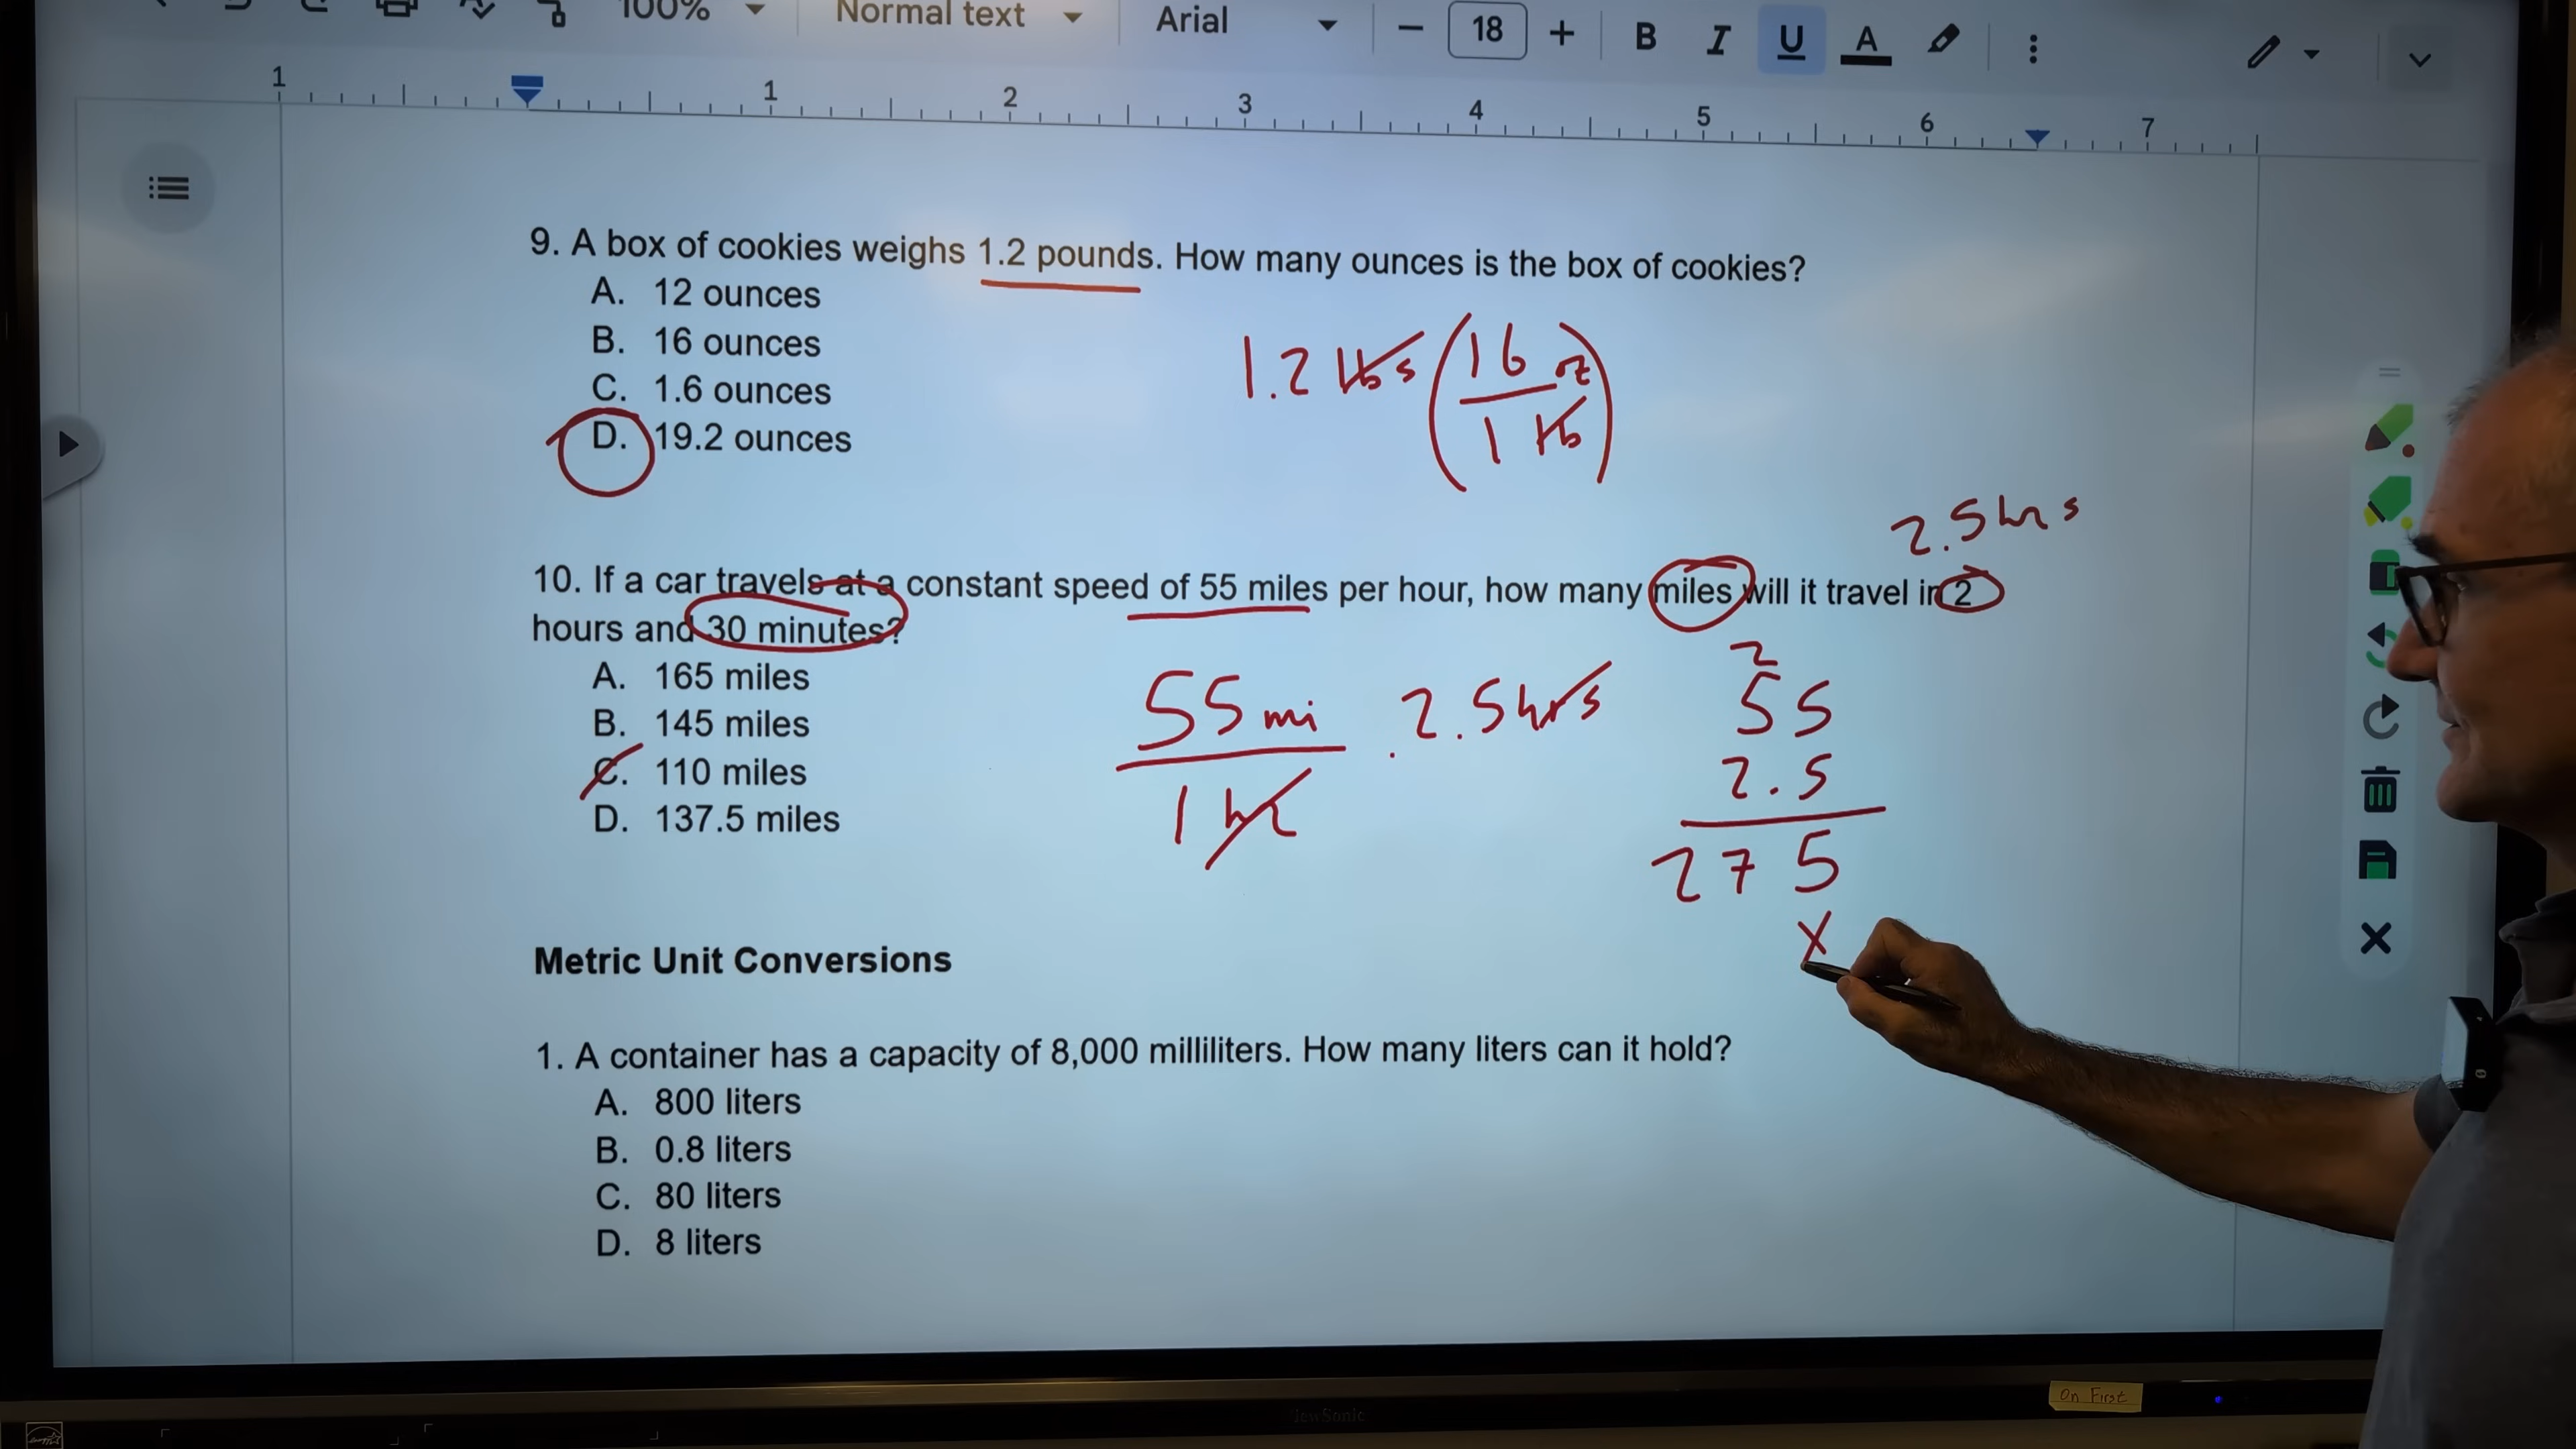 100% Normal text Arial 18 B I U A
1 1 2 3 4 5 6 7
9. A box of cookies weighs 1.2 pounds. How many ounces is the box of cookies?
A. 12 ounces
B. 16 ounces
C. 1.6 ounces
D. 19.2 ounces
1.2 lbs (16 oz
1 lb)
2.5 hrs
10. If a car travels at a constant speed of 55 miles per hour, how many miles will it travel in 2
hours and 30 minutes?
A. 165 miles
B. 145 miles
C. 110 miles
D. 137.5 miles
55 mi . 2.5 hrs
1 hr
2
55
2.5
275
X
Metric Unit Conversions
1. A container has a capacity of 8,000 milliliters. How many liters can it hold?
A. 800 liters
B. 0.8 liters
C. 80 liters
D. 8 liters
On First